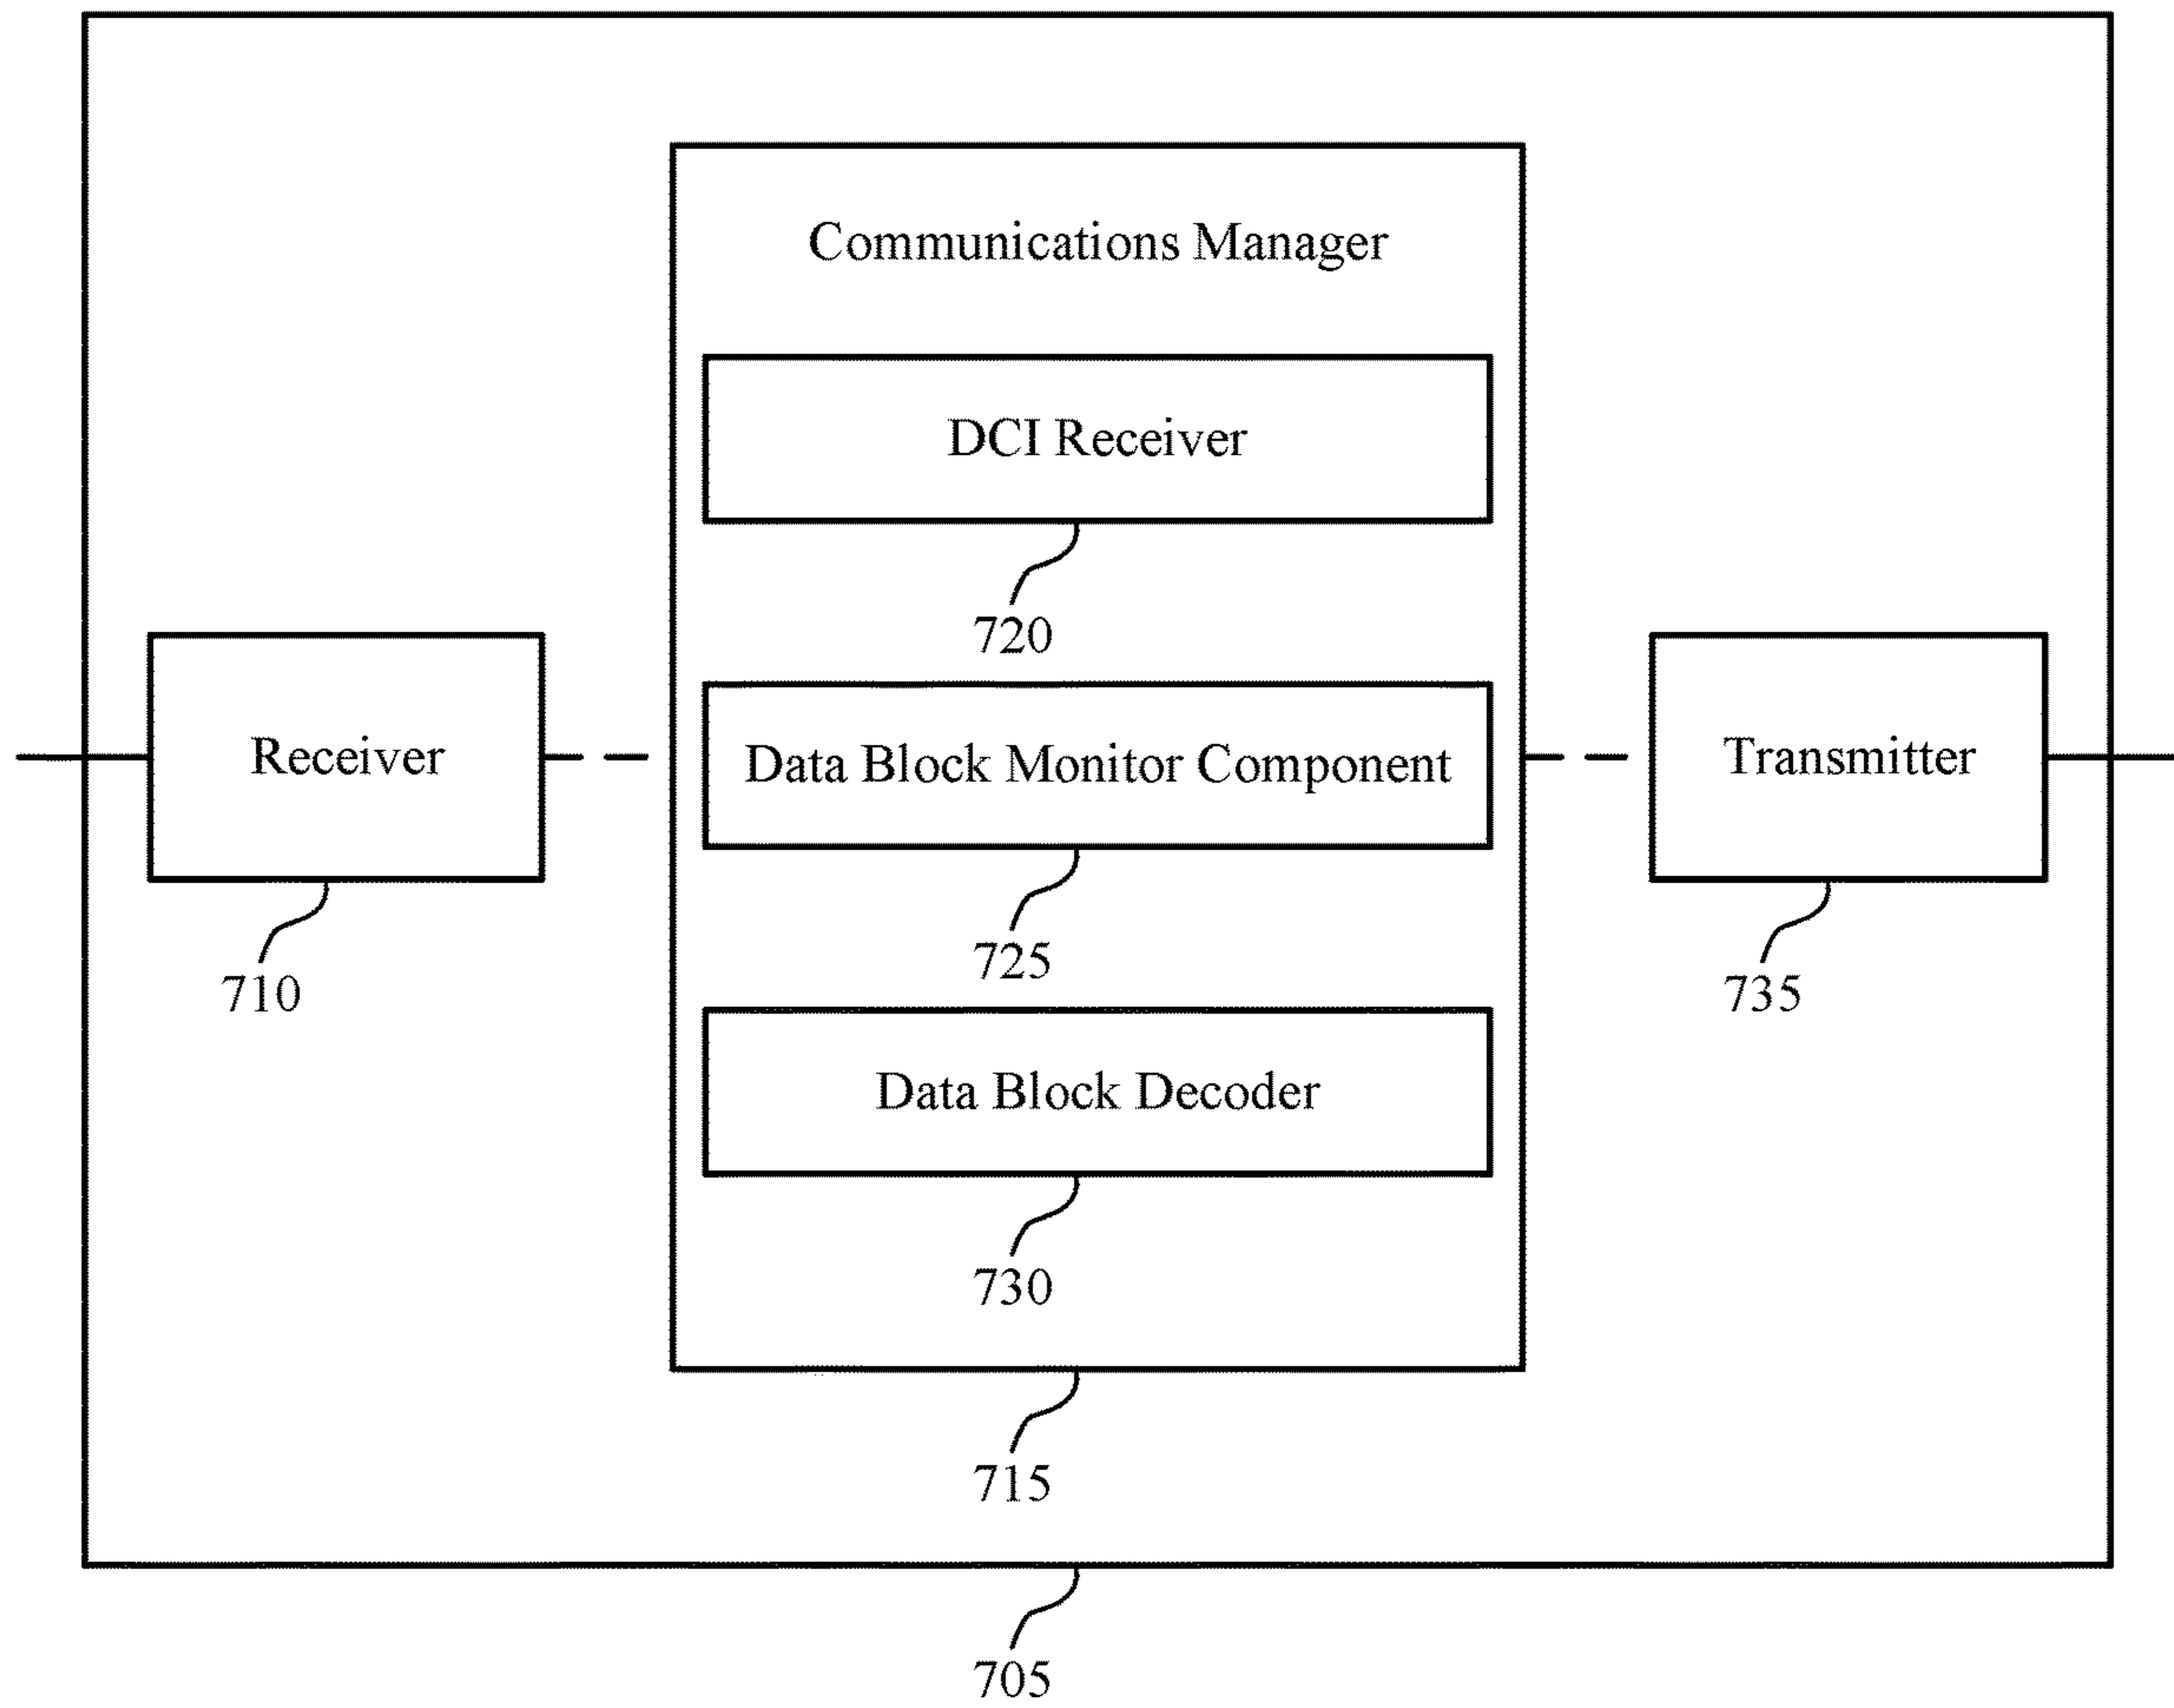 Communications Manager
DCI Receiver
720
Receiver
710
Data Block Monitor Component
725
Transmitter
735
Data Block Decoder
730
715
705